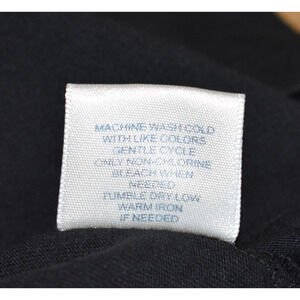 MACHINE WASH COLD
WITH LIKE COLORS
GENTLE CYCLE
ONLY NON-CHLORINE
BLEACH WHEN
NEEDED
TUMBLE DRY LOW
WARM IRON
IF NEEDED